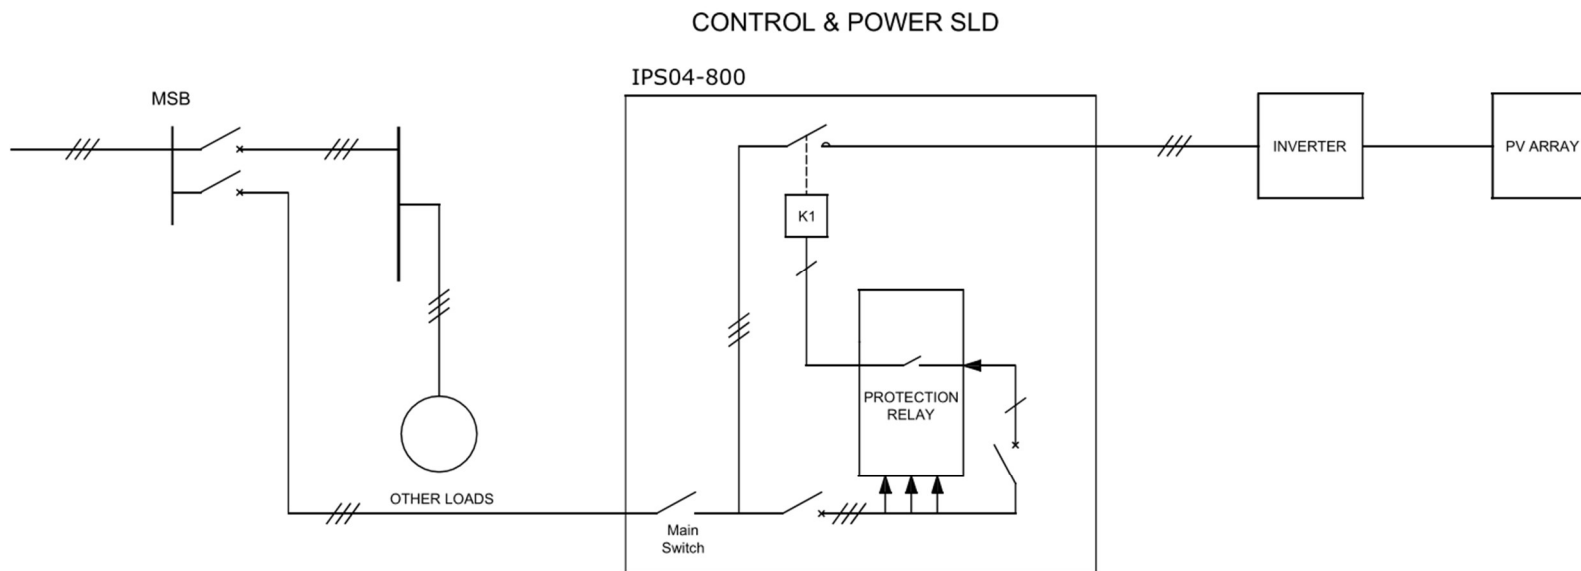 CONTROL & POWER SLD
IPS04-800
MSB
INVERTER
PV ARRAY
K1
PROTECTION
RELAY
OTHER LOADS
Main
Switch